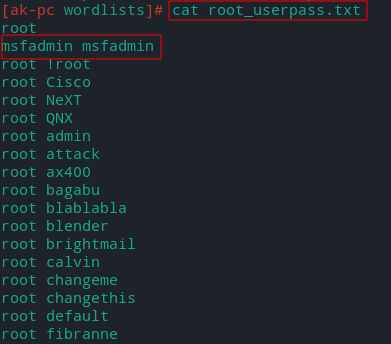 [ak-pc wordlists]# cat root_userpass.txt
root
msfadmin msfadmin
root !root
root Cisco
root NeXT
root QNX
root admin
root attack
root ax400
root bagabu
root blablabla
root blender
root brightmail
root calvin
root changeme
root changethis
root default
root fibranne